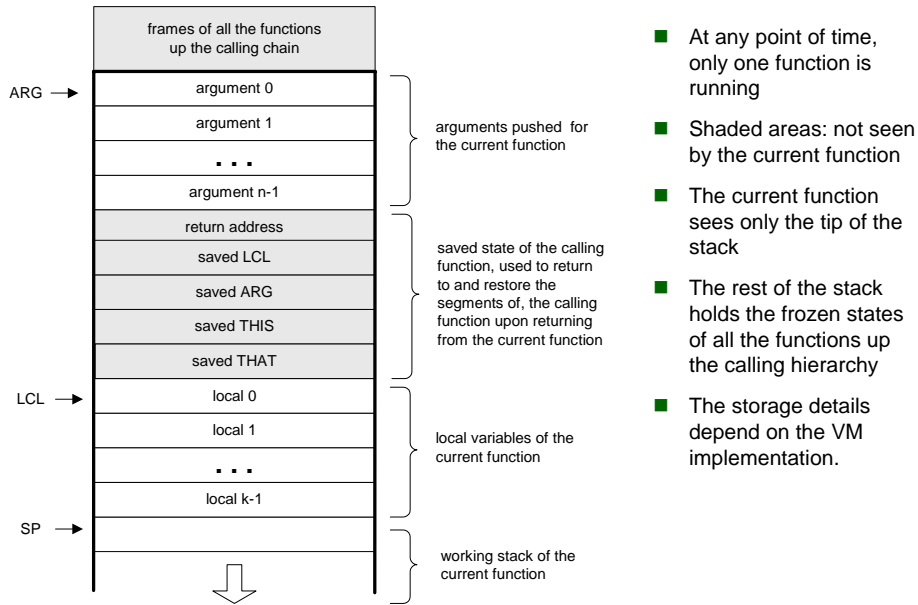 frames of all the functions
up the calling chain
ARG
argument 0
argument 1
. . .
argument n-1
arguments pushed for
the current function
return address
saved LCL
saved ARG
saved THIS
saved THAT
saved state of the calling
function, used to return
to and restore the
segments of, the calling
function upon returning
from the current function
LCL
local 0
local 1
. . .
local k-1
local variables of the
current function
SP
working stack of the
current function
At any point of time,
only one function is
running
Shaded areas: not seen
by the current function
The current function
sees only the tip of the
stack
The rest of the stack
holds the frozen states
of all the functions up
the calling hierarchy
The storage details
depend on the VM
implementation.